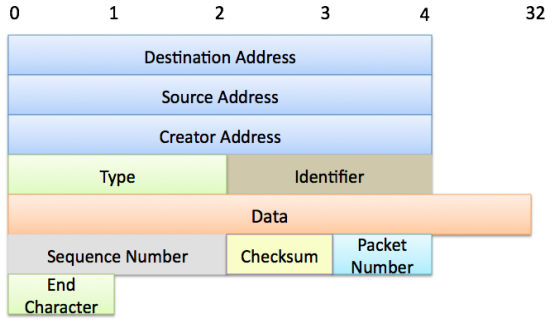 0 1 2 3 4 32
Destination Address
Source Address
Creator Address
Type Identifier
Data
Sequence Number Checksum Packet Number
End Character